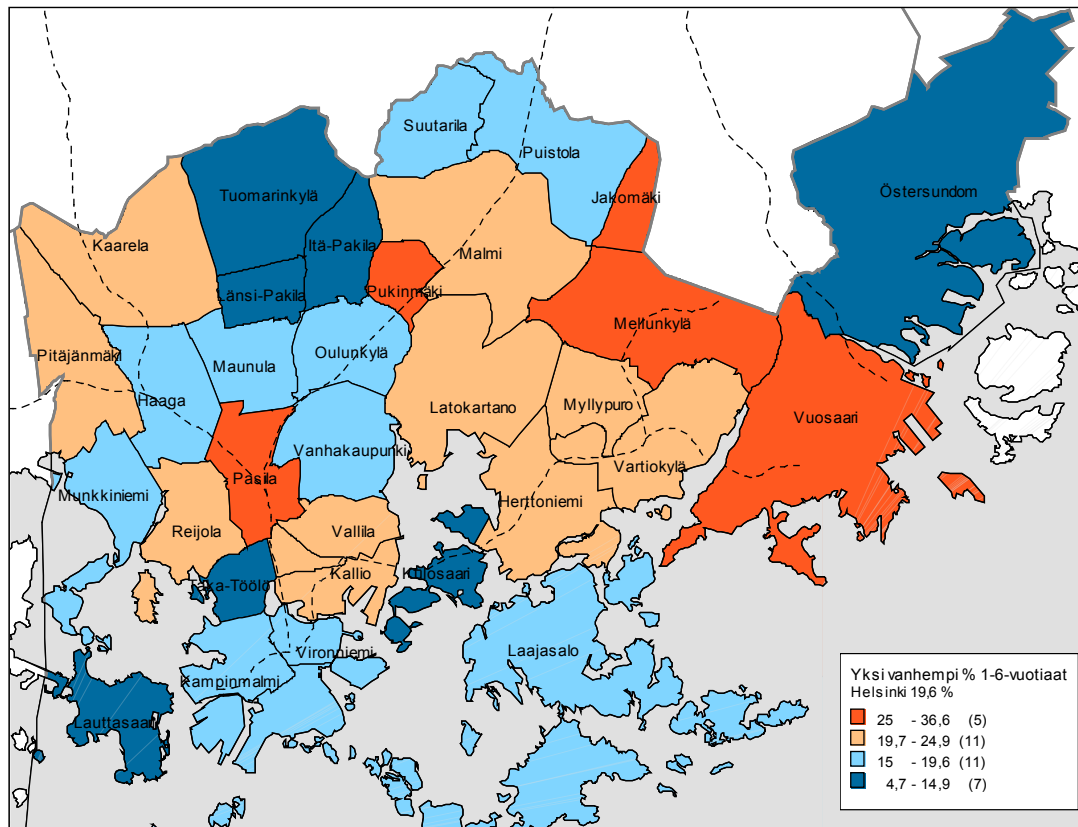 Suutarila
Puistola
Jakomäki
Östersundom
Tuomarinkylä
Itä-Pakila
Kaarela
Malmi
Länsi-Pakila
Pukinmäki
Mellunkylä
Pitäjänmäki
Maunula
Oulunkylä
Haaga
Latokartano
Myllypuro
Vuosaari
Vanhakaupunki
Pasila
Vartiokylä
Munkkiniemi
Herttoniemi
Reijola
Vallila
Kallio
Kulosaari
Taka-Töölö
Vironniemi
Laajasalo
Kampinmalmi
Lauttasaari
Yksi vanhempi % 1-6-vuotiaat
Helsinki 19,6 %
25 - 36,6 (5)
19,7 - 24,9 (11)
15 - 19,6 (11)
4,7 - 14,9 (7)